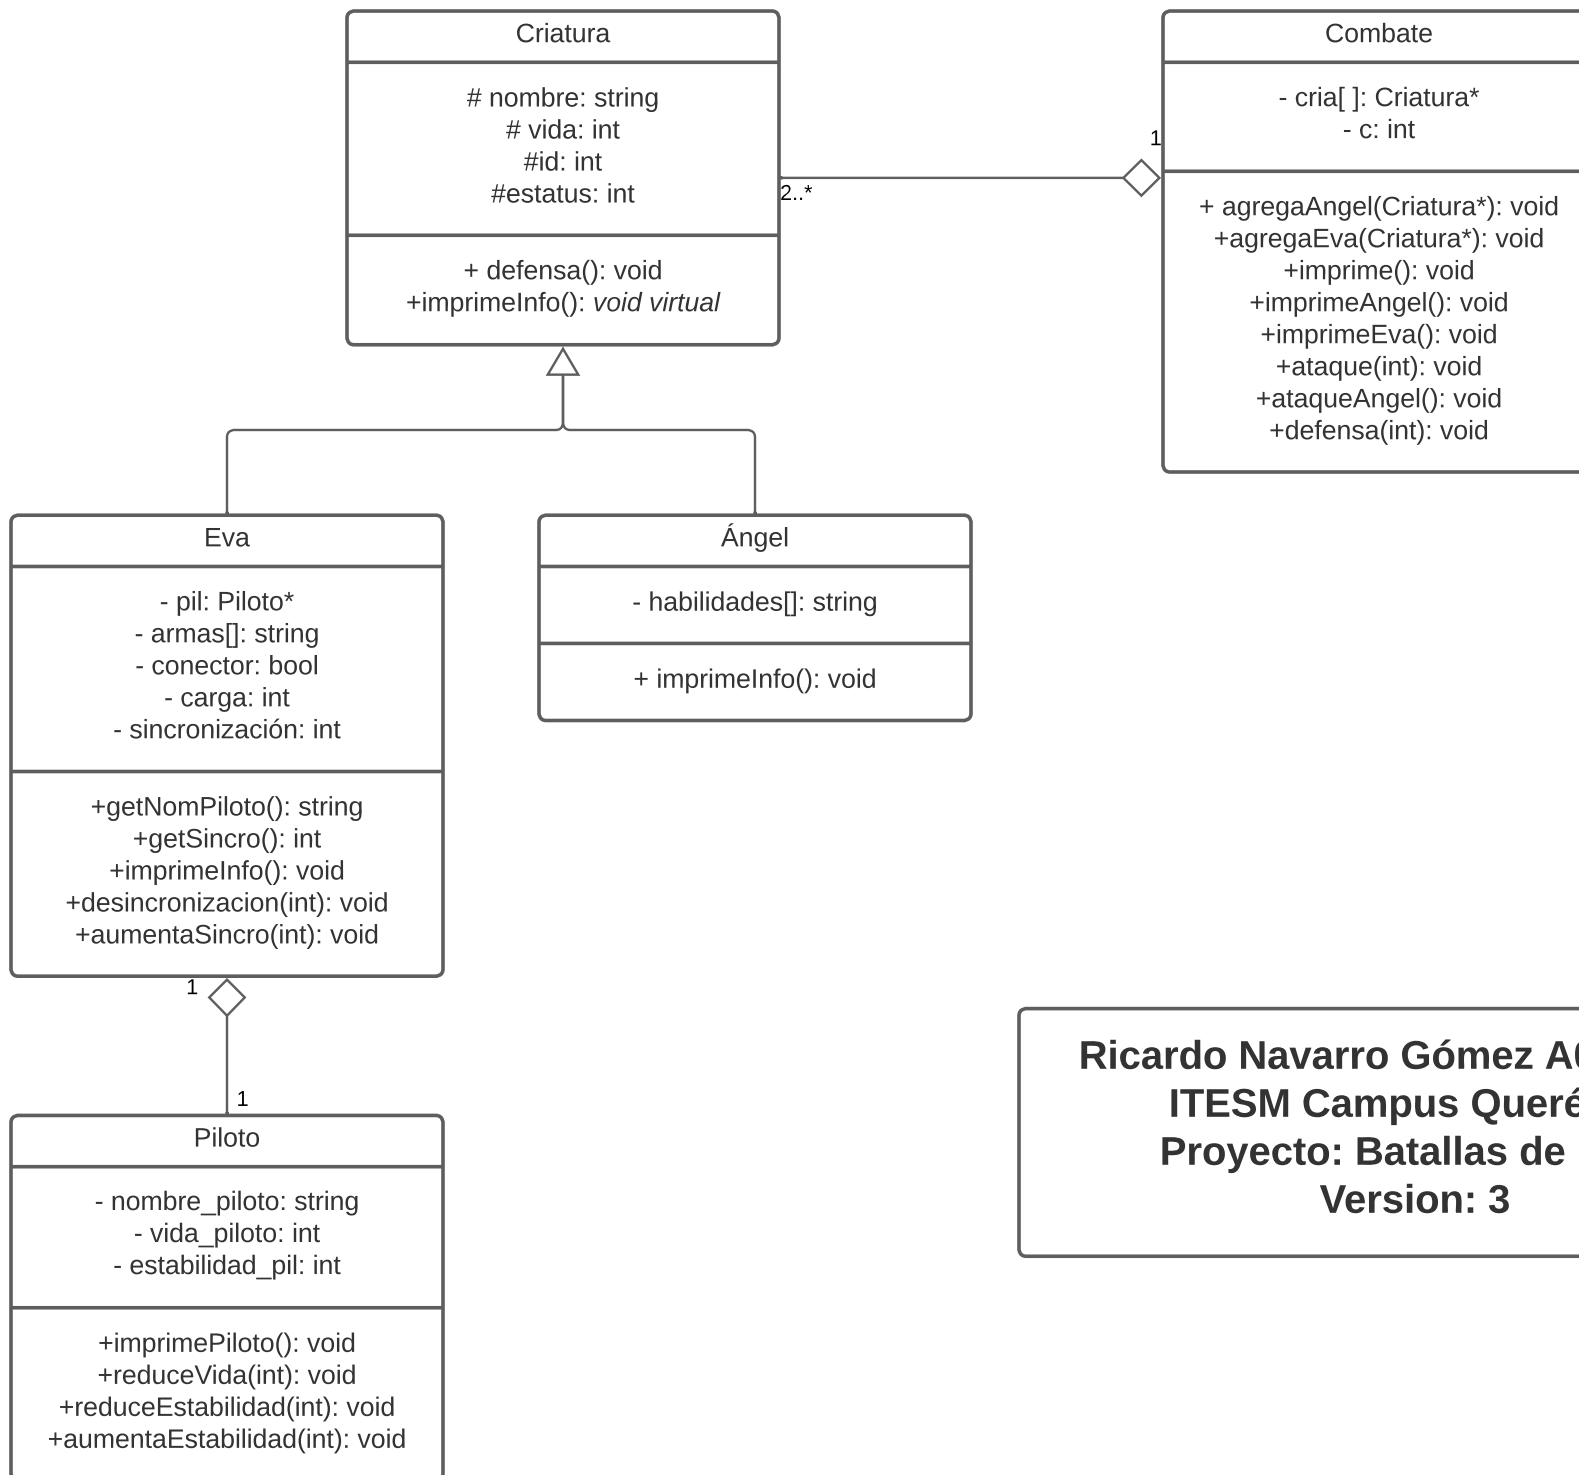 Criatura
# nombre: string
# vida: int
#id: int
#estatus: int
+ defensa(): void
+imprimeInfo(): void virtual
2..*
1
Combate
- cria[ ]: Criatura*
- c: int
+ agregaAngel(Criatura*): void
+agregaEva(Criatura*): void
+imprime(): void
+imprimeAngel(): void
+imprimeEva(): void
+ataque(int): void
+ataqueAngel(): void
+defensa(int): void
Eva
- pil: Piloto*
- armas[]: string
- conector: bool
- carga: int
- sincronización: int
+getNomPiloto(): string
+getSincro(): int
+imprimeInfo(): void
+desincronizacion(int): void
+aumentaSincro(int): void
Ángel
- habilidades[]: string
+ imprimeInfo(): void
1
1
Piloto
- nombre_piloto: string
- vida_piloto: int
- estabilidad_pil: int
+imprimePiloto(): void
+reduceVida(int): void
+reduceEstabilidad(int): void
+aumentaEstabilidad(int): void
Ricardo Navarro Gómez
ITESM Campus
Proyecto: Batallas de
Version: 3